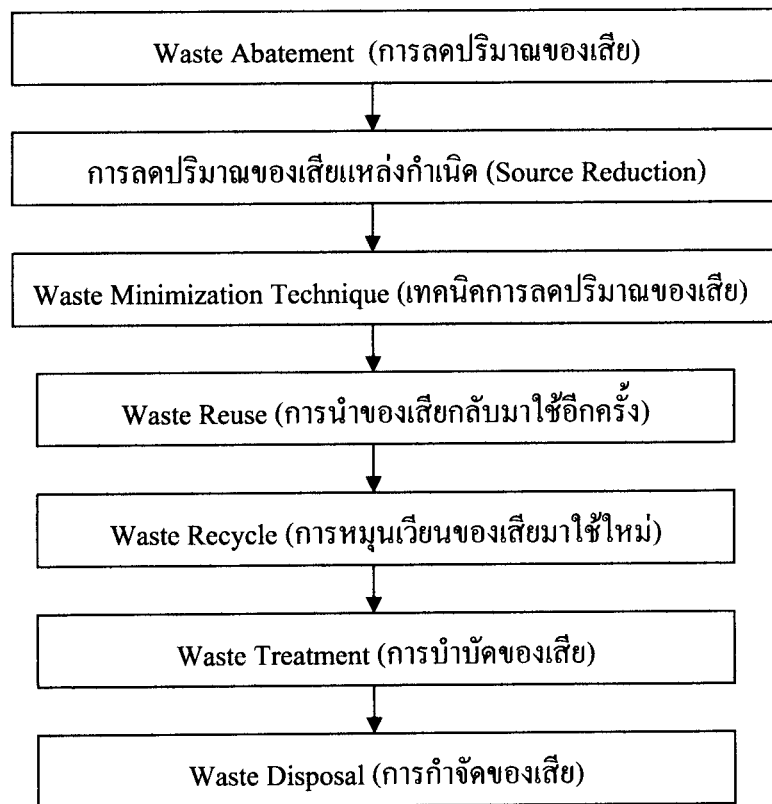 Waste Abatement (การลดปริมาณของเสีย)
การลดปริมาณของเสียแหล่งกำเนิด (Source Reduction)
Waste Minimization Technique (เทคนิคการลดปริมาณของเสีย)
Waste Reuse (การนำของเสียกลับมาใช้อีกครั้ง)
Waste Recycle (การหมุนเวียนของเสียมาใช้ใหม่)
Waste Treatment (การบำบัดของเสีย)
Waste Disposal (การกำจัดของเสีย)